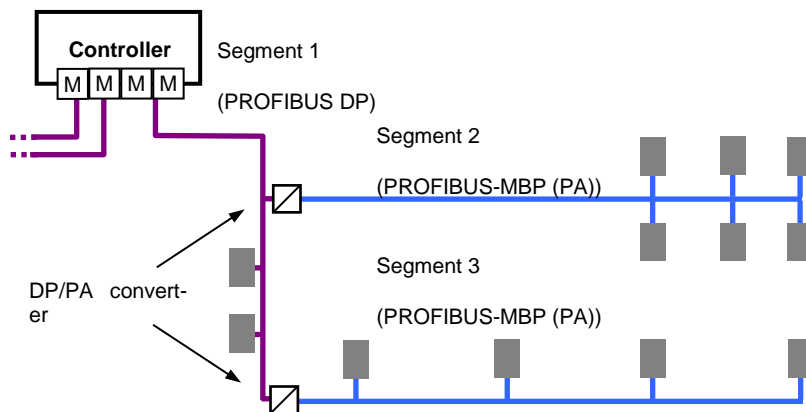 Controller
M M M M
Segment 1
(PROFIBUS DP)
Segment 2
(PROFIBUS-MBP (PA))
Segment 3
(PROFIBUS-MBP (PA))
DP/PA convert-
er